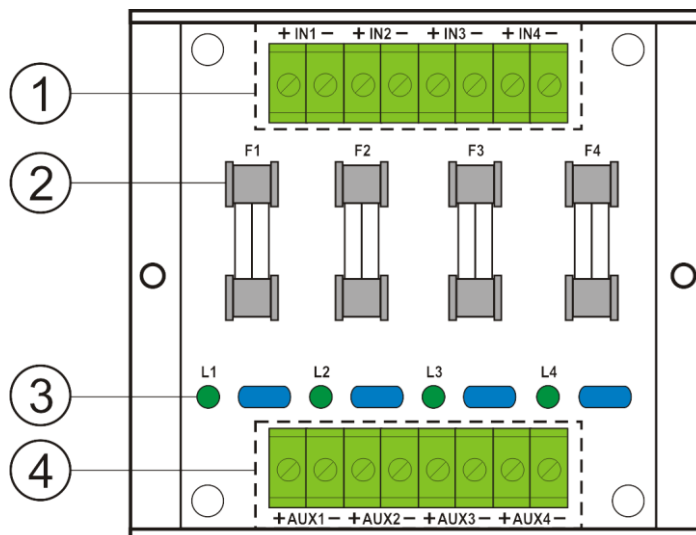 + IN1 − + IN2 − + IN3 − + IN4 −
1
F1 F2 F3 F4
2
L1 L2 L3 L4
3
4
+AUX1− +AUX2− +AUX3− +AUX4−